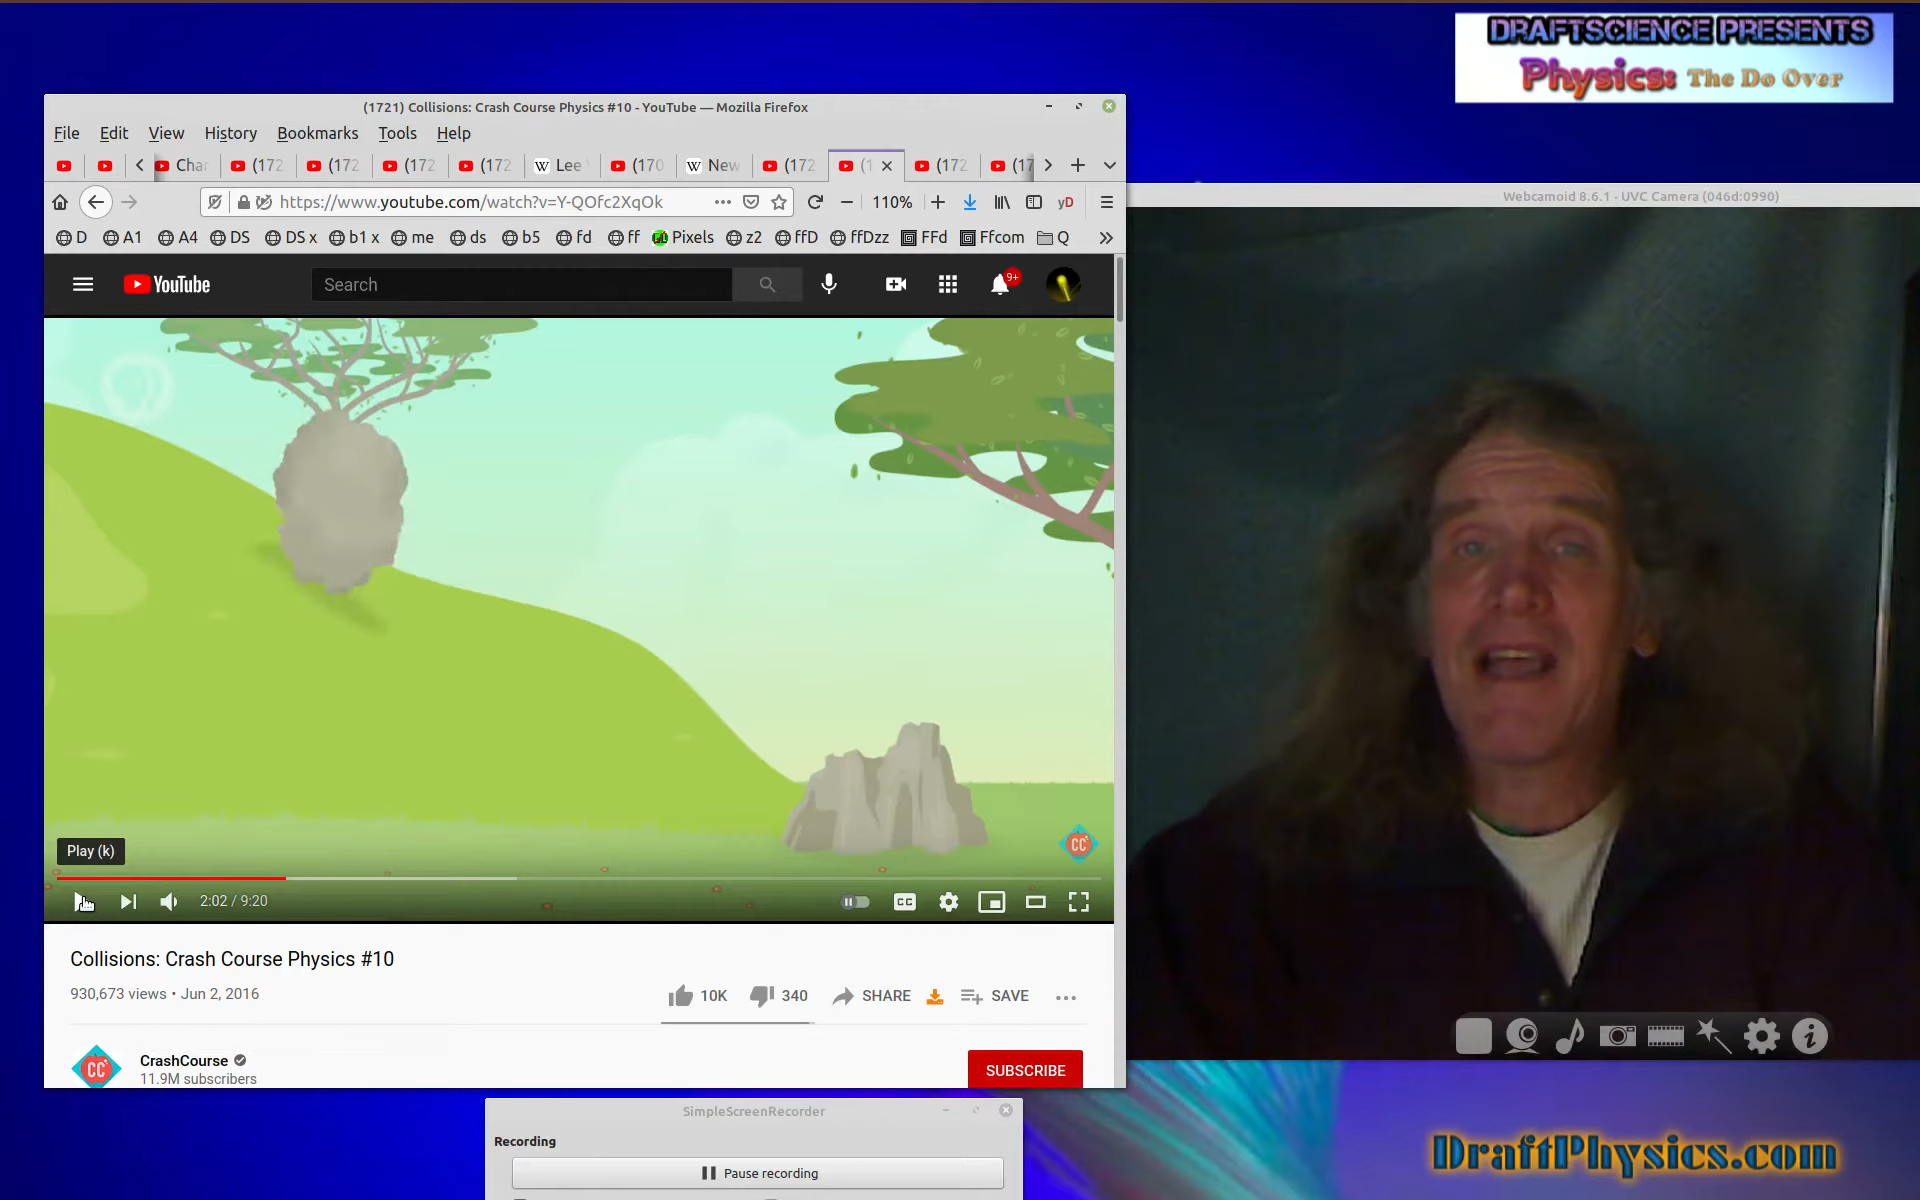 DRAFTSCIENCE PRESENTS
Physics: The Do Over
(1721) Collisions: Crash Course Physics #10 - YouTube — Mozilla Firefox
File Edit View History Bookmarks Tools Help
Char (172 (172 (172 (172 Lee (170 New (172 (1 (172 (17
https://www.youtube.com/watch?v=Y-QOfc2XqOk 110% yD
D A1 A4 DS DS x b1 x me ds b5 fd ff Pixels z2 ffD ffDzz FFd Ffcom Q
Webcamoid 8.6.1 - UVC Camera (046d:0990)
YouTube Search 9+
CC
Play (k)
2:02 / 9:20 CC
Collisions: Crash Course Physics #10
930,673 views • Jun 2, 2016
10K 340 SHARE SAVE
CC CrashCourse
11.9M subscribers
SUBSCRIBE
SimpleScreenRecorder
Recording
Pause recording
DraftPhysics.com